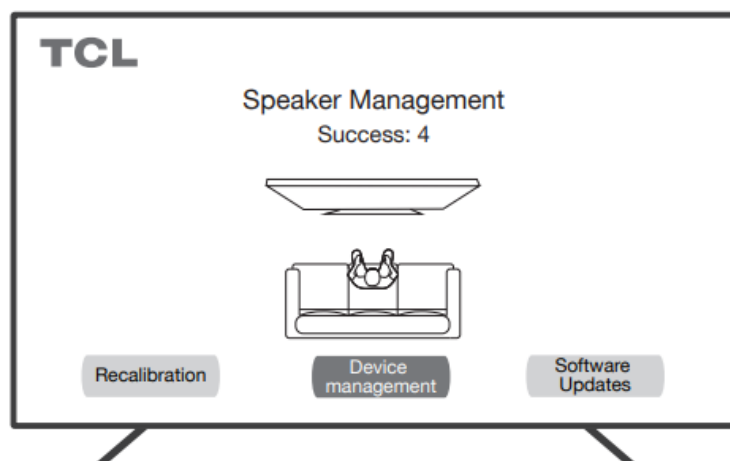 TCL
Speaker Management
Success: 4
Recalibration
Device
management
Software
Updates